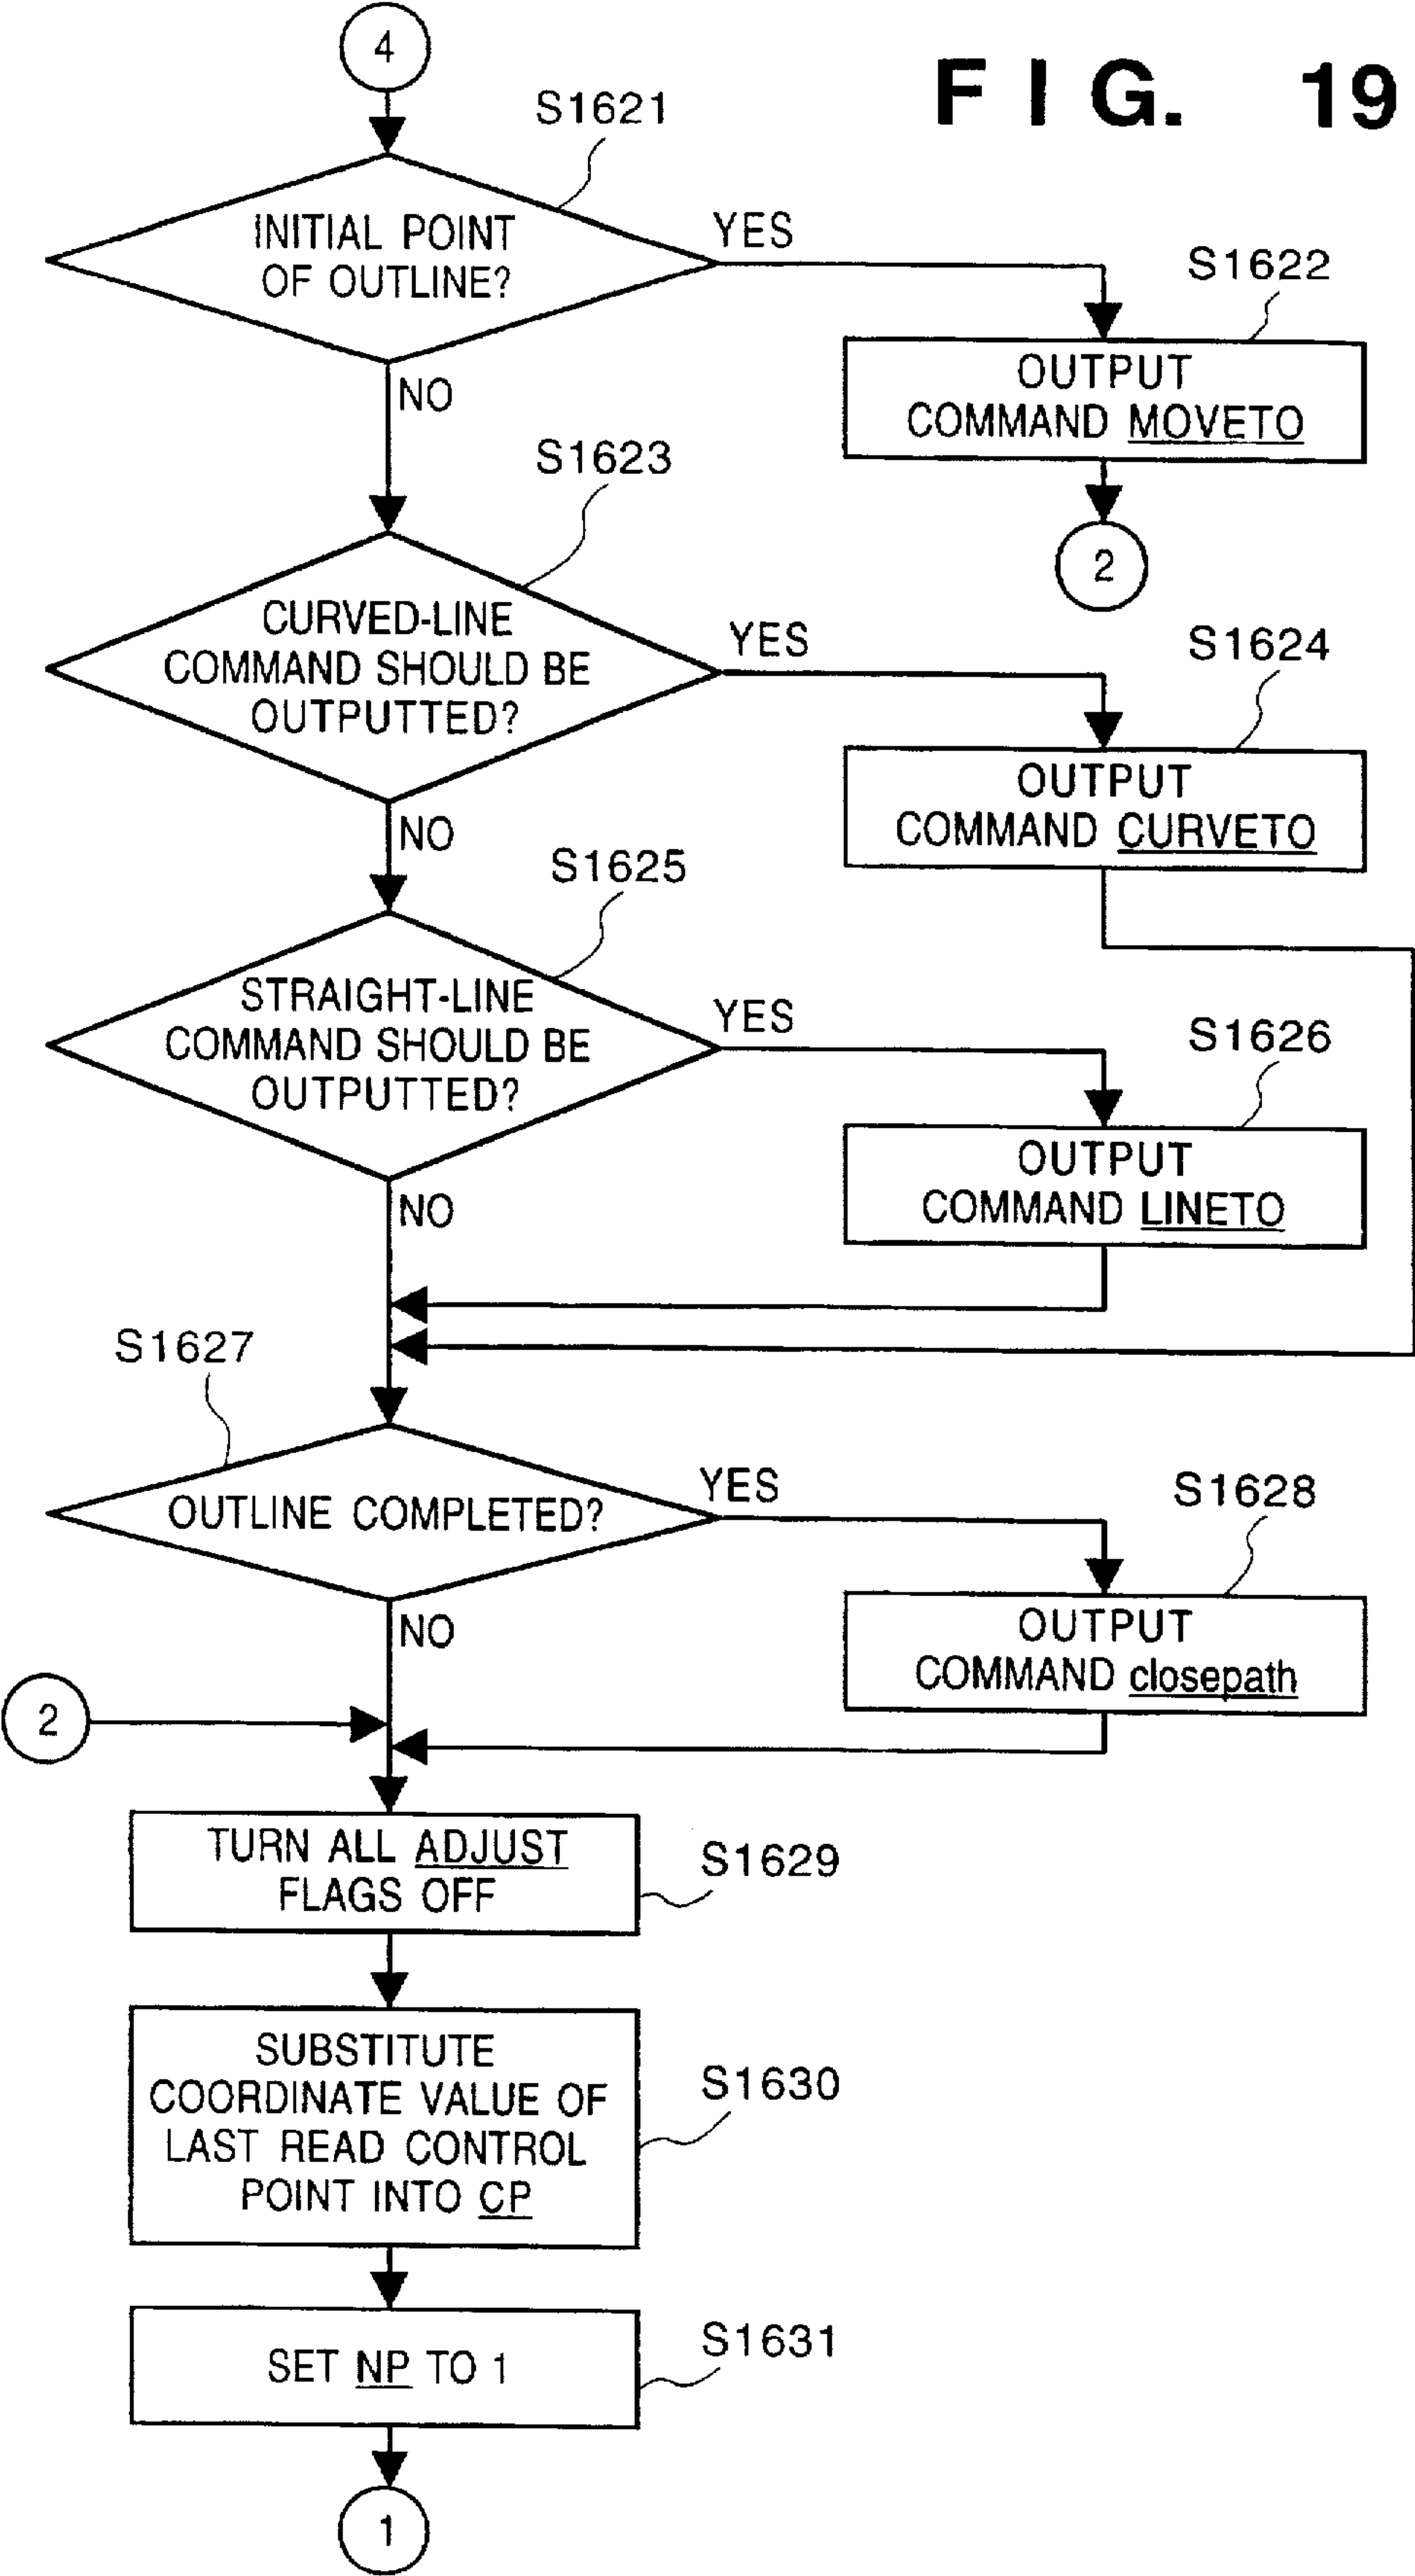 4
FIG. 19
S1621
INITIAL POINT
OF OUTLINE?
YES
S1622
OUTPUT
COMMAND MOVETO
NO
2
S1623
CURVED-LINE
COMMAND SHOULD BE
OUTPUTTED?
YES
S1624
OUTPUT
COMMAND CURVETO
NO
S1625
STRAIGHT-LINE
COMMAND SHOULD BE
OUTPUTTED?
YES
S1626
OUTPUT
COMMAND LINETO
NO
S1627
OUTLINE COMPLETED?
YES
S1628
OUTPUT
COMMAND closepath
NO
2
TURN ALL ADJUST
FLAGS OFF
S1629
SUBSTITUTE
COORDINATE VALUE OF
LAST READ CONTROL
POINT INTO CP
S1630
SET NP TO 1
S1631
1